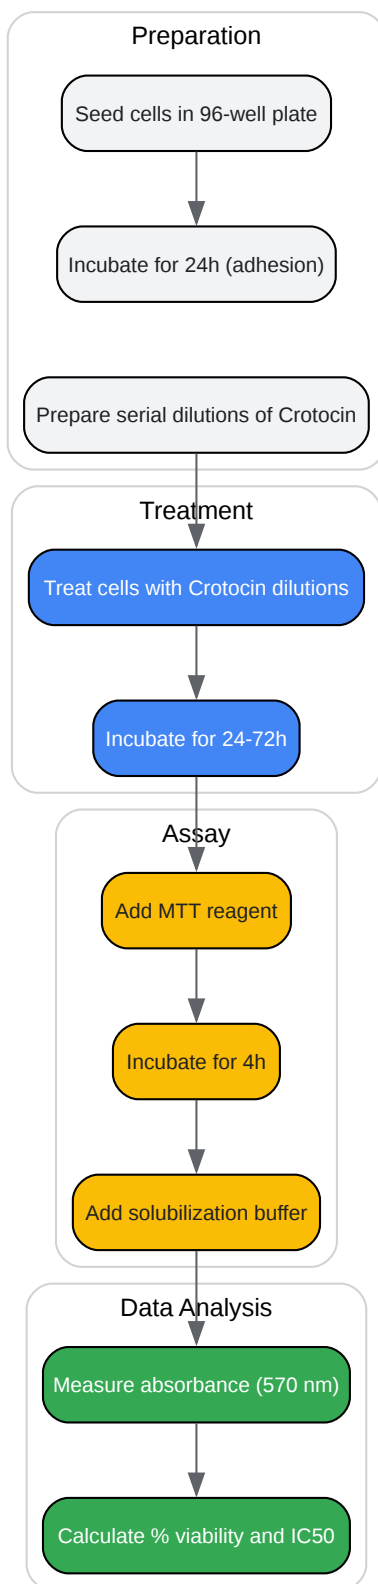 Preparation
Seed cells in 96-well plate
Incubate for 24h (adhesion)
Prepare serial dilutions of Crotocin
Treatment
Treat cells with Crotocin dilutions
Incubate for 24-72h
Assay
Add MTT reagent
Incubate for 4h
Add solubilization buffer
Data Analysis
Measure absorbance (570 nm)
Calculate % viability and IC50